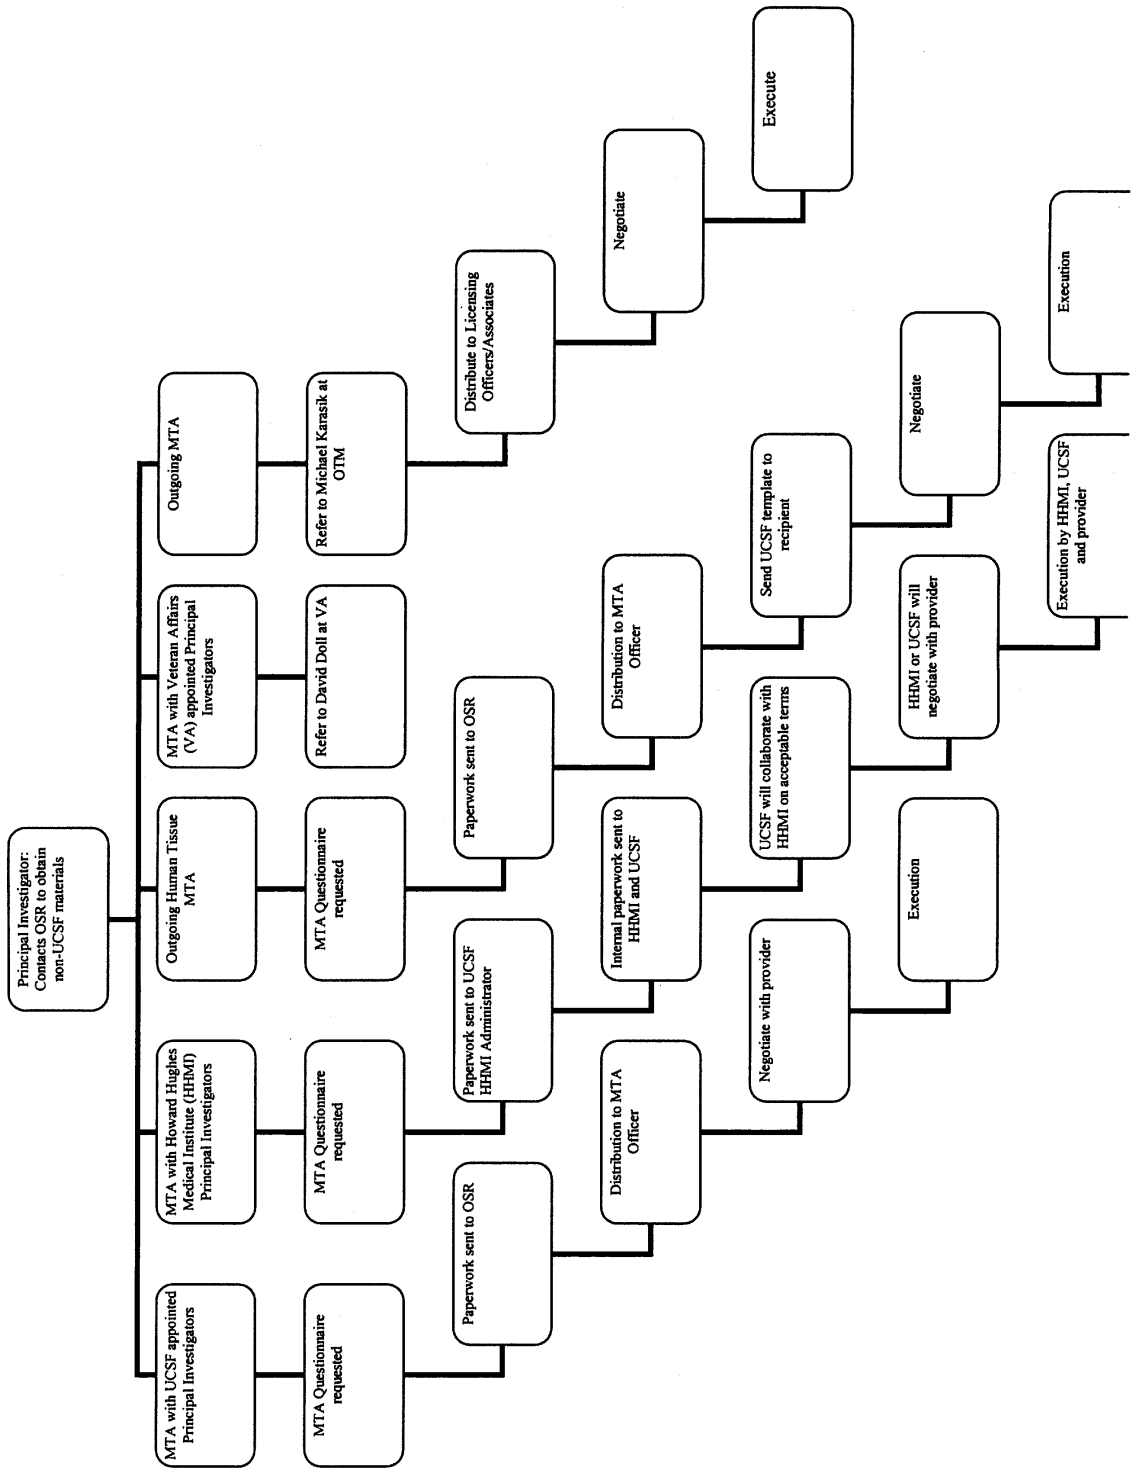 Principal Investigator:
Contacts OSR to obtain
non-UCSF materials
MTA with UCSF appointed
Principal Investigators
MTA with Howard Hughes
Medical Institute (HHMI)
Principal Investigators
Outgoing Human Tissue
MTA
MTA with Veteran Affairs
(VA) appointed Principal
Investigators
Outgoing MTA
MTA Questionnaire
requested
MTA Questionnaire
requested
MTA Questionnaire
requested
Refer to David Doll at VA
Refer to Michael Karasik at
OTM
Paperwork sent to OSR
Paperwork sent to UCSF
HHMI Administrator
Paperwork sent to OSR
Distribute to Licensing
Officers/Associates
Distribution to MTA
Officer
Internal paperwork sent to
HHMI and UCSF
Distribution to MTA
Officer
Negotiate
Negotiate with provider
UCSF will collaborate with
HHMI on acceptable terms
Send UCSF template to
recipient
Execute
Execution
HHMI or UCSF will
negotiate with provider
Negotiate
Execution by HHMI, UCSF
and provider
Execution